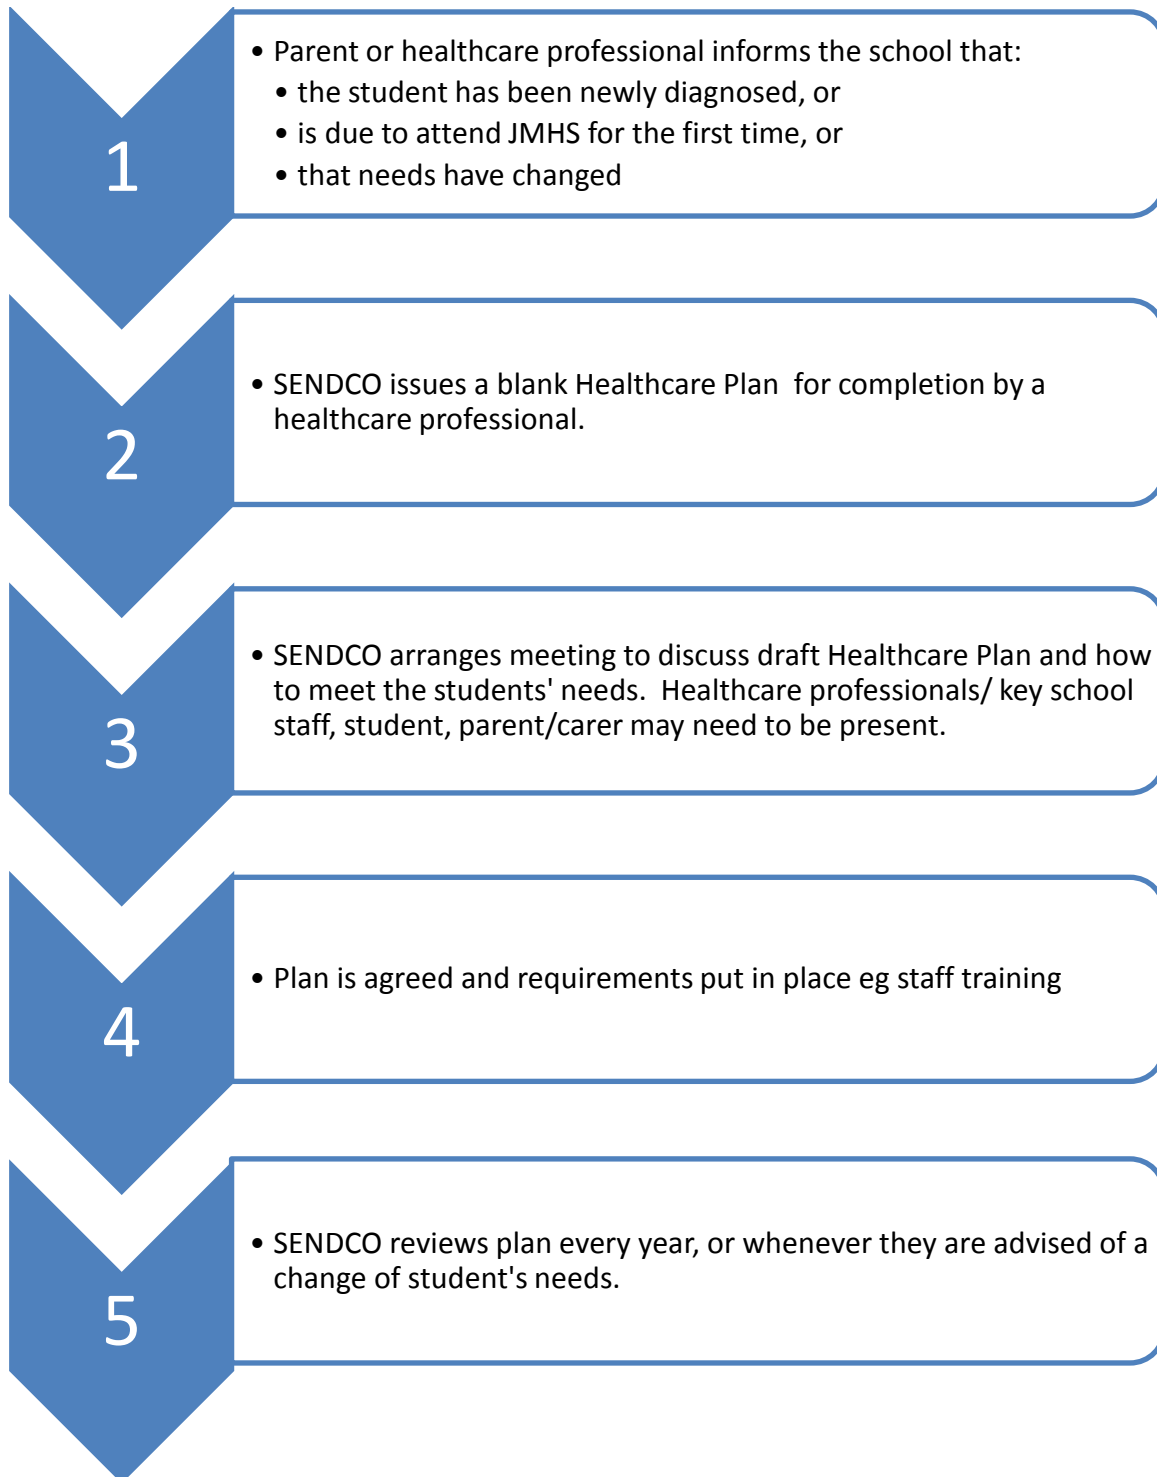 1
• Parent or healthcare professional informs the school that:
• the student has been newly diagnosed, or
• is due to attend JMHS for the first time, or
• that needs have changed
2
• SENDCO issues a blank Healthcare Plan  for completion by a
healthcare professional.
3
• SENDCO arranges meeting to discuss draft Healthcare Plan and how
to meet the students' needs.  Healthcare professionals/ key school
staff, student, parent/carer may need to be present.
4
• Plan is agreed and requirements put in place eg staff training
5
• SENDCO reviews plan every year, or whenever they are advised of a
change of student's needs.